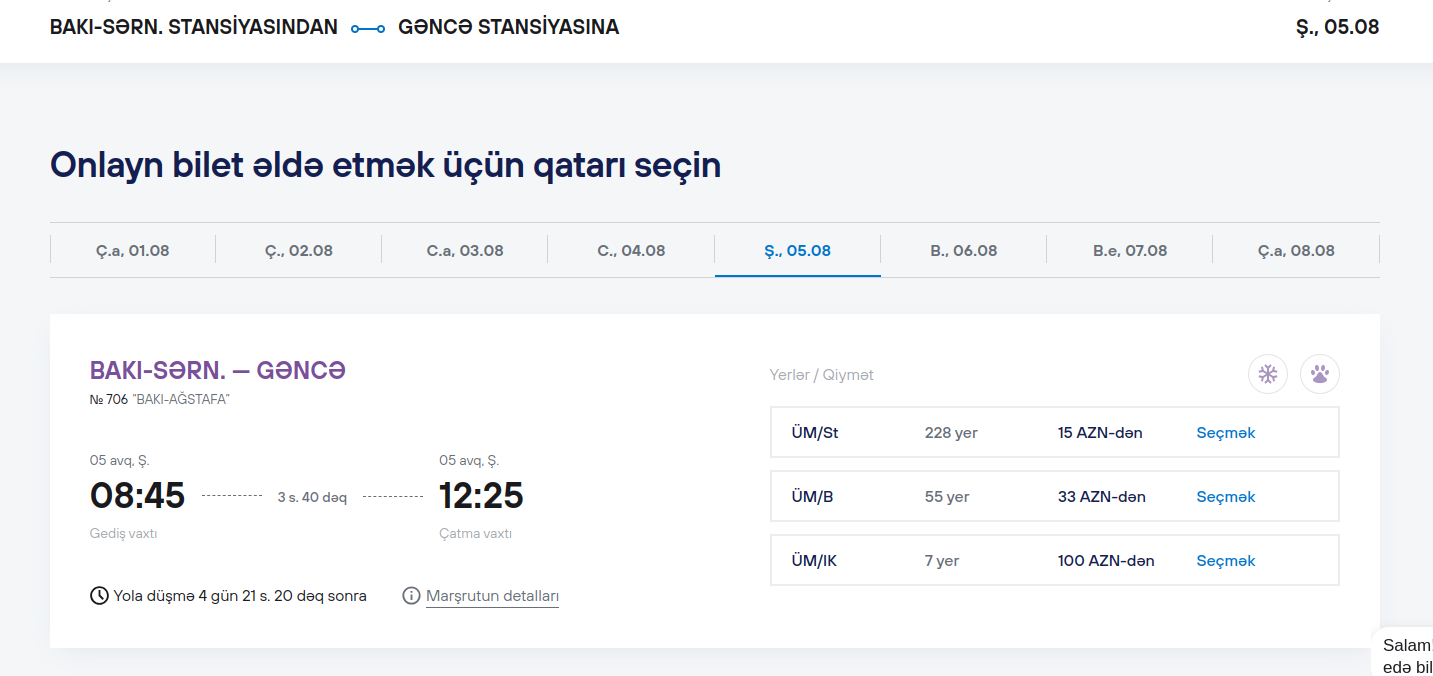 BAKI-SƏRN. STANSİYASINDAN GƏNCƏ STANSİYASINA Ş., 05.08
Onlayn bilet əldə etmək üçün qatarı seçin
Ç.a, 01.08 Ç., 02.08 C.a, 03.08 C., 04.08 Ş., 05.08 B., 06.08 B.e, 07.08 Ç.a, 08.08
BAKI-SƏRN. — GƏNCƏ
№ 706 "BAKI-AĞSTAFA"
05 avq, Ş. 05 avq, Ş.
08:45 3 s. 40 dəq 12:25
Gediş vaxtı Çatma vaxtı
Yola düşmə 4 gün 21 s. 20 dəq sonra Marşrutun detalları
Yerlər / Qiymət
ÜM/St 228 yer 15 AZN-dən Seçmək
ÜM/B 55 yer 33 AZN-dən Seçmək
ÜM/IK 7 yer 100 AZN-dən Seçmək
Salam!
edə bil